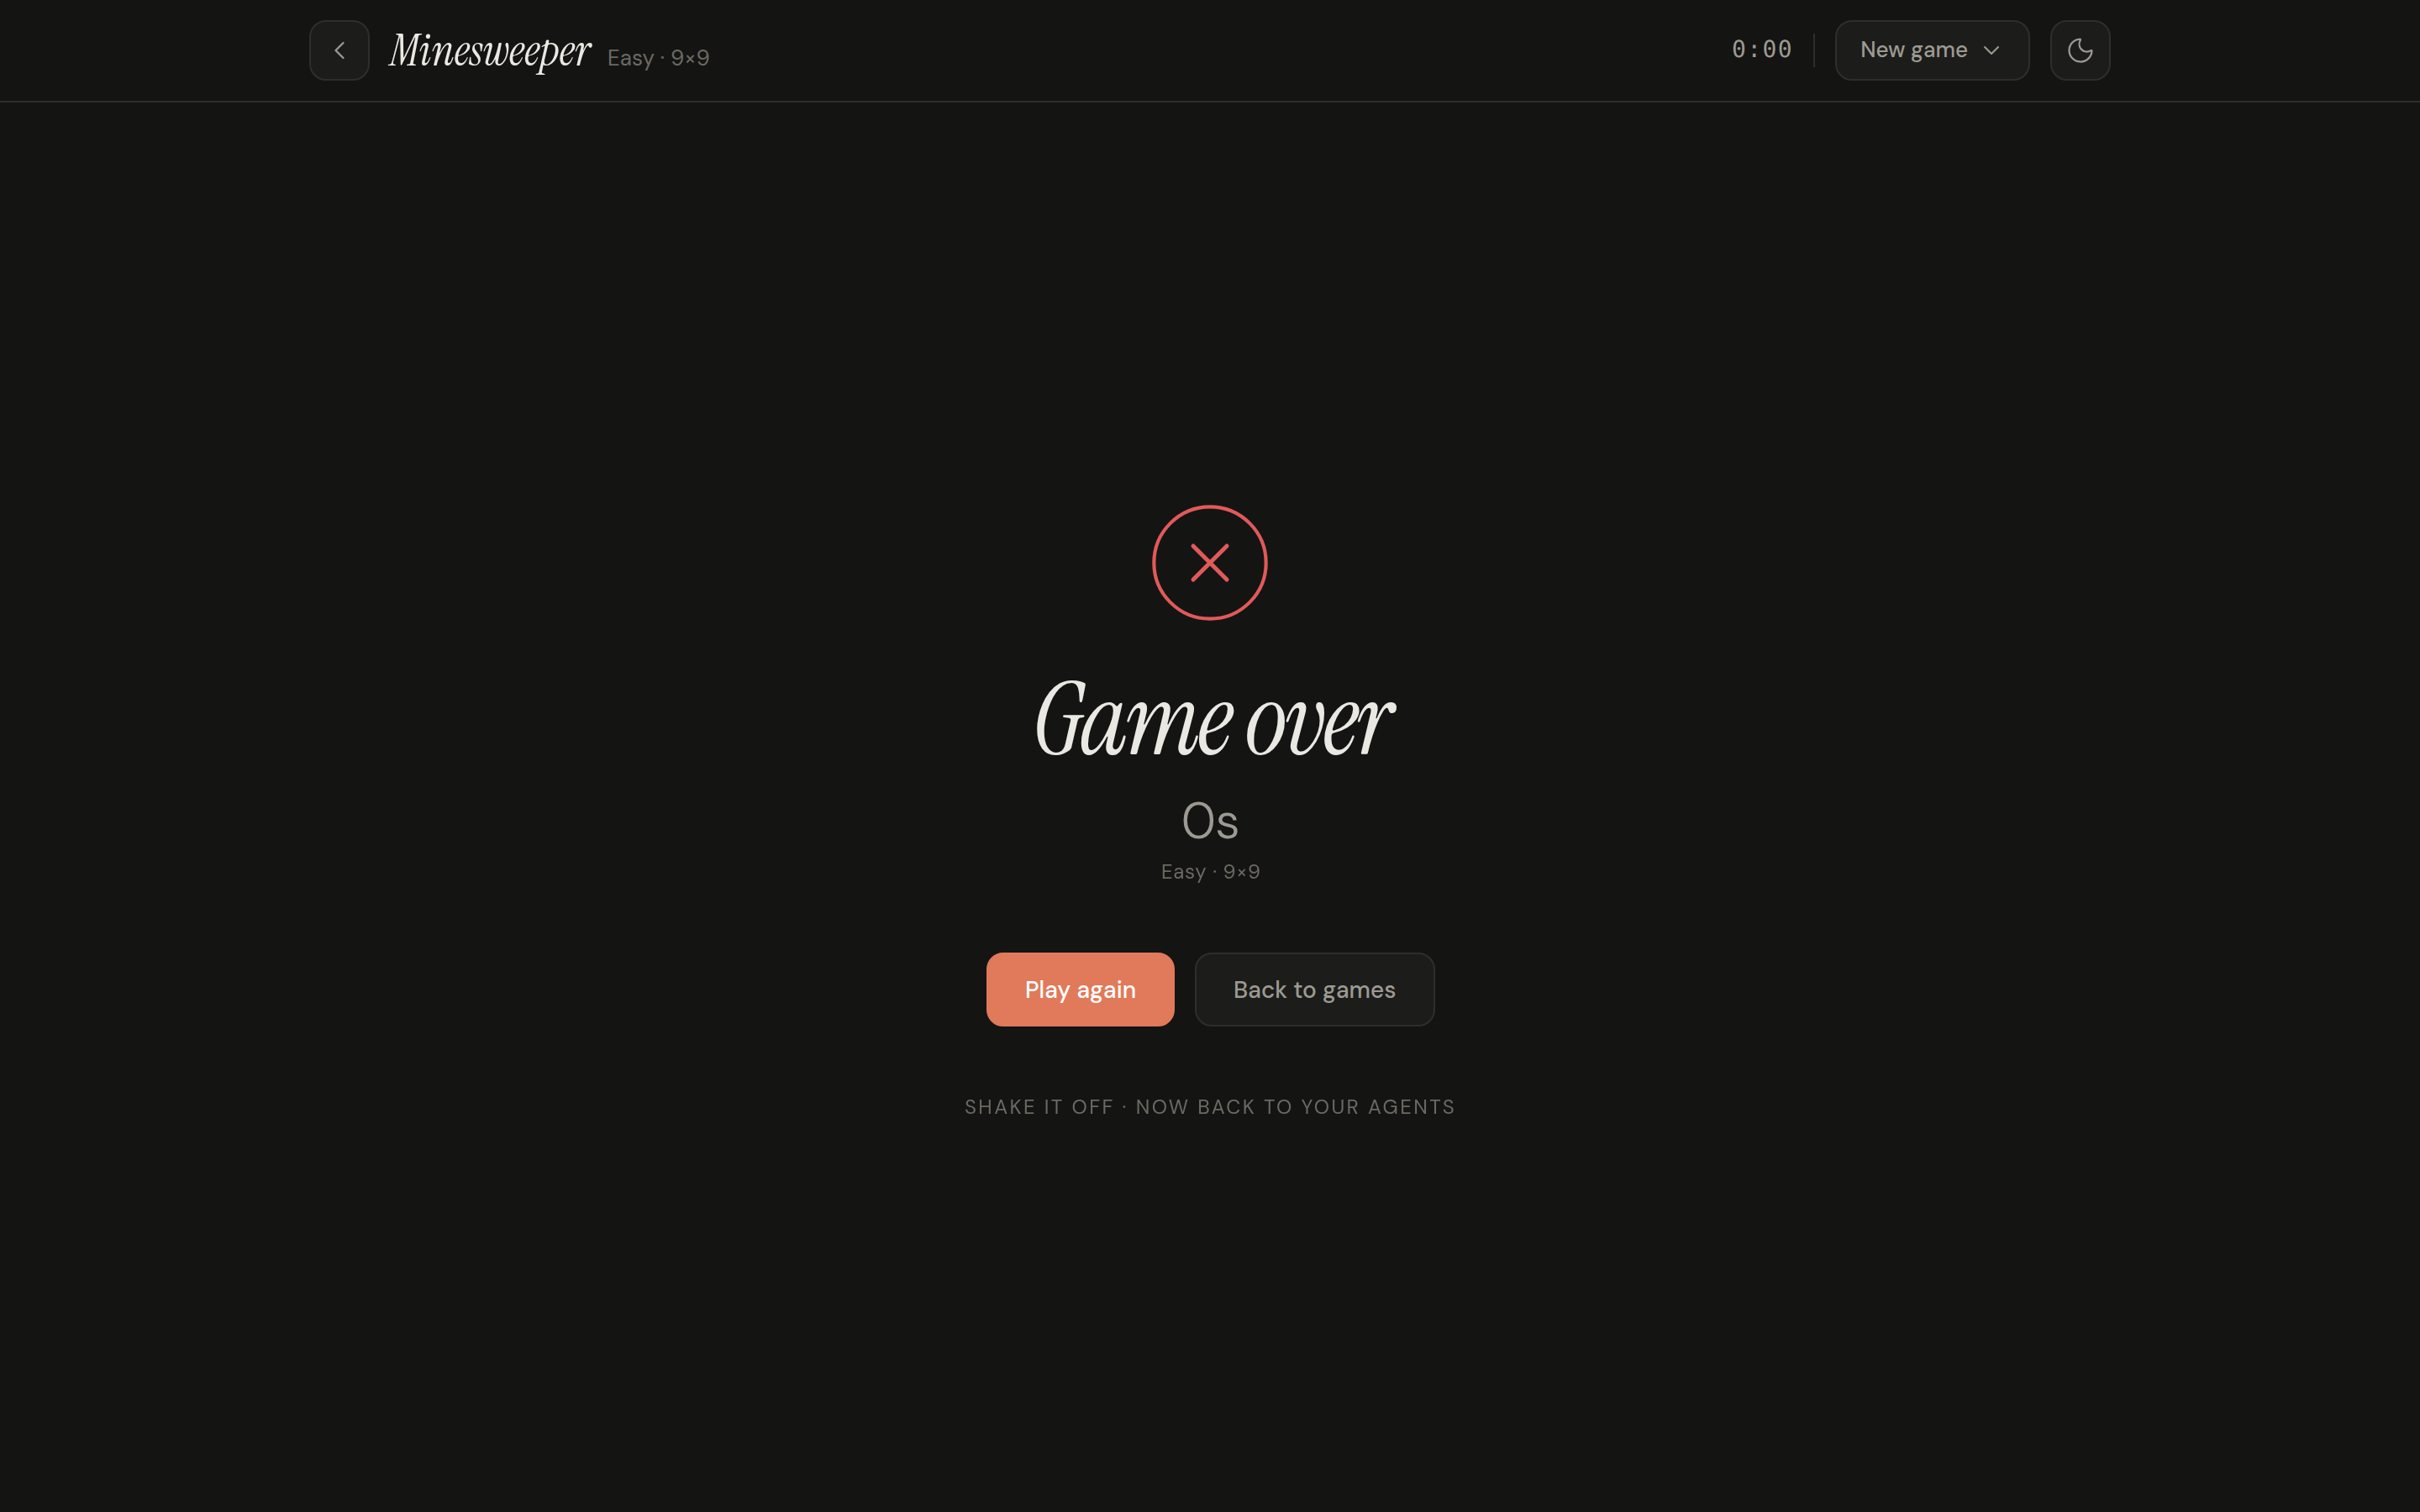 Minesweeper Easy · 9×9
0:00 New game
Game over
0s
Easy · 9×9
Play again Back to games
SHAKE IT OFF · NOW BACK TO YOUR AGENTS